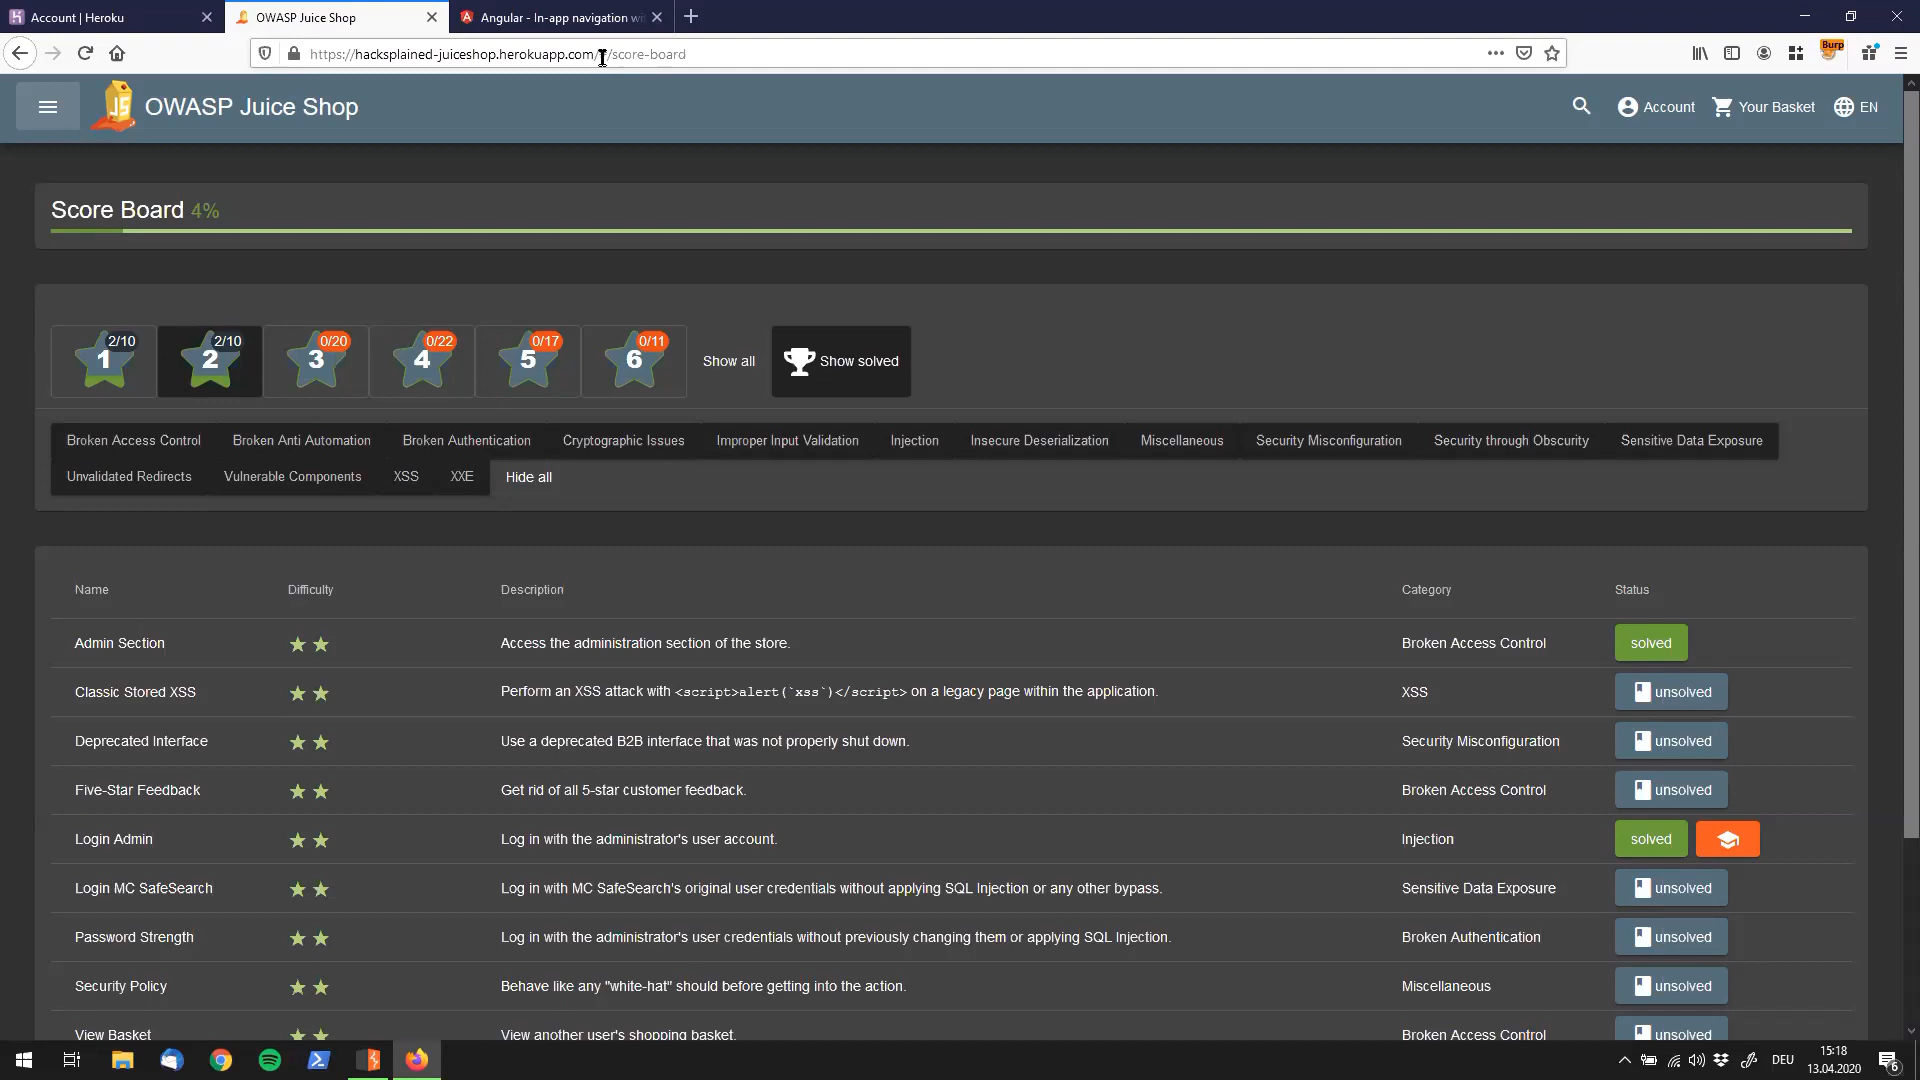 Account | Heroku
OWASP Juice Shop
Angular - In-app navigation wi
https://hacksplained-juiceshop.herokuapp.com/#/score-board
Burp
JS
OWASP Juice Shop
Account
Your Basket
EN
Score Board 4%
1 2/10
2 2/10
3 0/20
4 0/22
5 0/17
6 0/11
Show all
Show solved
Broken Access Control Broken Anti Automation Broken Authentication Cryptographic Issues Improper Input Validation Injection Insecure Deserialization Miscellaneous Security Misconfiguration Security through Obscurity Sensitive Data Exposure
Unvalidated Redirects Vulnerable Components XSS XXE Hide all
Name Difficulty Description Category Status
Admin Section Access the administration section of the store. Broken Access Control solved
Classic Stored XSS Perform an XSS attack with <script>alert(`xss`)</script> on a legacy page within the application. XSS unsolved
Deprecated Interface Use a deprecated B2B interface that was not properly shut down. Security Misconfiguration unsolved
Five-Star Feedback Get rid of all 5-star customer feedback. Broken Access Control unsolved
Login Admin Log in with the administrator's user account. Injection solved
Login MC SafeSearch Log in with MC SafeSearch's original user credentials without applying SQL Injection or any other bypass. Sensitive Data Exposure unsolved
Password Strength Log in with the administrator's user credentials without previously changing them or applying SQL Injection. Broken Authentication unsolved
Security Policy Behave like any "white-hat" should before getting into the action. Miscellaneous unsolved
View Basket View another user's shopping basket. Broken Access Control unsolved
DEU
15:18
13.04.2020
6